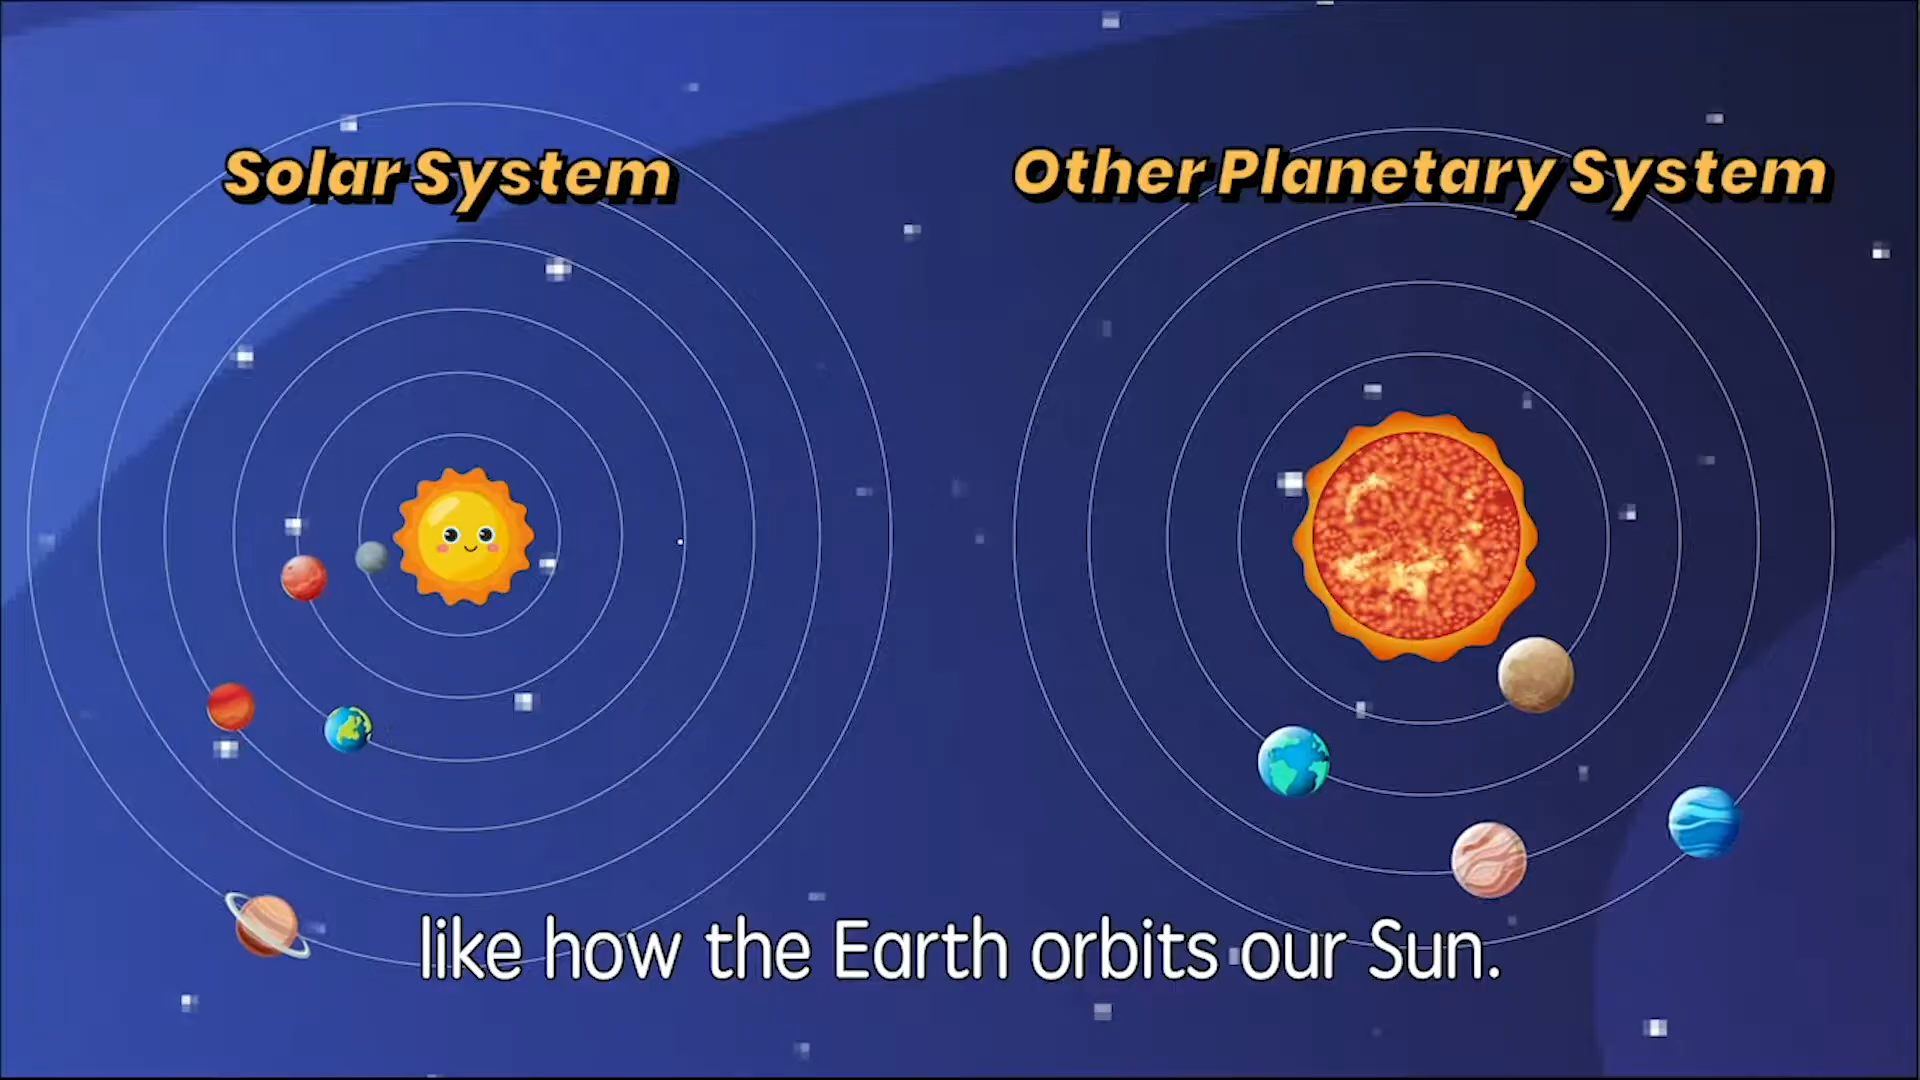 Solar System
Other Planetary System
like how the Earth orbits our Sun.